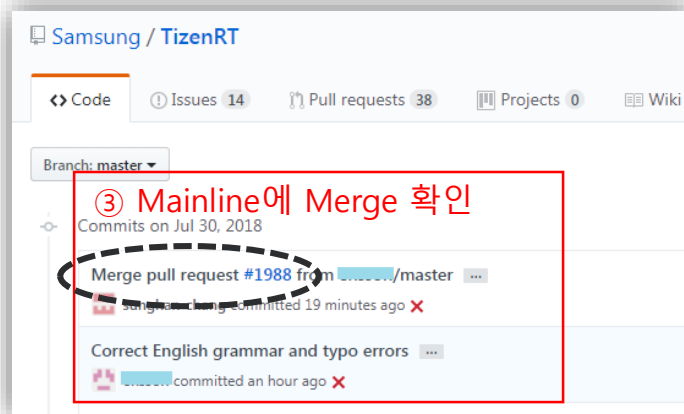 Samsung / TizenRT
<> Code Issues 14 Pull requests 38 Projects 0 Wiki
Branch: master
③ Mainline에 Merge 확인
Commits on Jul 30, 2018
Merge pull request #1988 from /master ...
sunghan-chang committed 19 minutes ago
Correct English grammar and typo errors ...
committed an hour ago